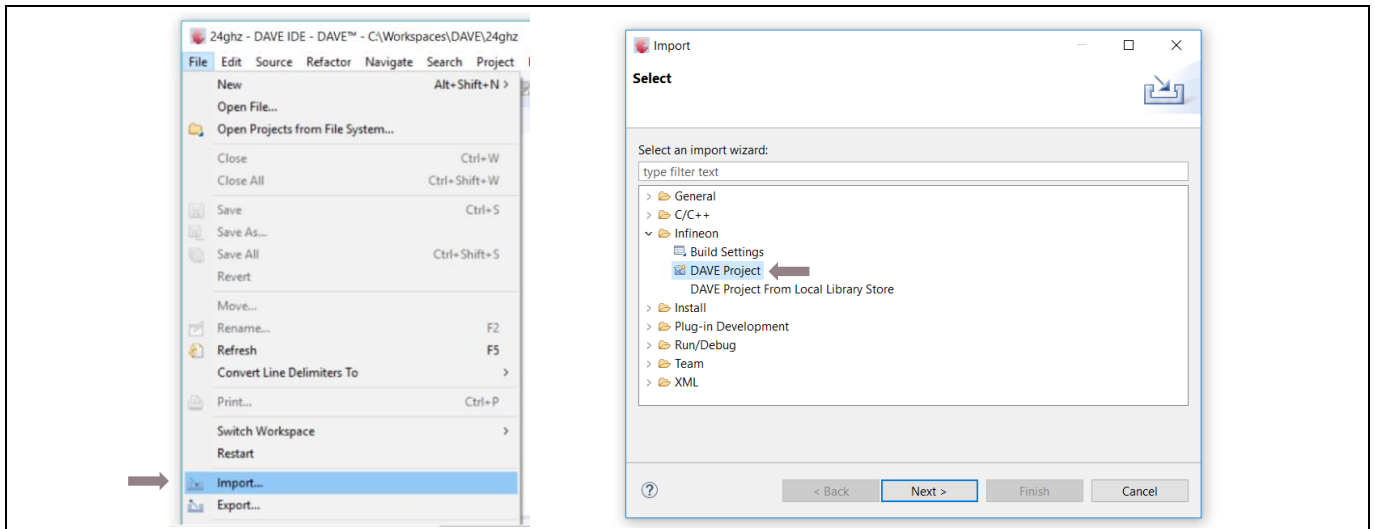 24ghz - DAVE IDE - DAVE™ - C:\Workspaces\DAVE\24ghz
File Edit Source Refactor Navigate Search Project
New Alt+Shift+N >
Open File...
Open Projects from File System...
Close Ctrl+W
Close All Ctrl+Shift+W
Save Ctrl+S
Save As...
Save All Ctrl+Shift+S
Revert
Move...
Rename... F2
Refresh F5
Convert Line Delimiters To >
Print... Ctrl+P
Switch Workspace >
Restart
Import...
Export...
Import
Select
Select an import wizard:
type filter text
> General
> C/C++
Infineon
Build Settings
DAVE Project
DAVE Project From Local Library Store
> Install
> Plug-in Development
> Run/Debug
> Team
> XML
? < Back Next > Finish Cancel